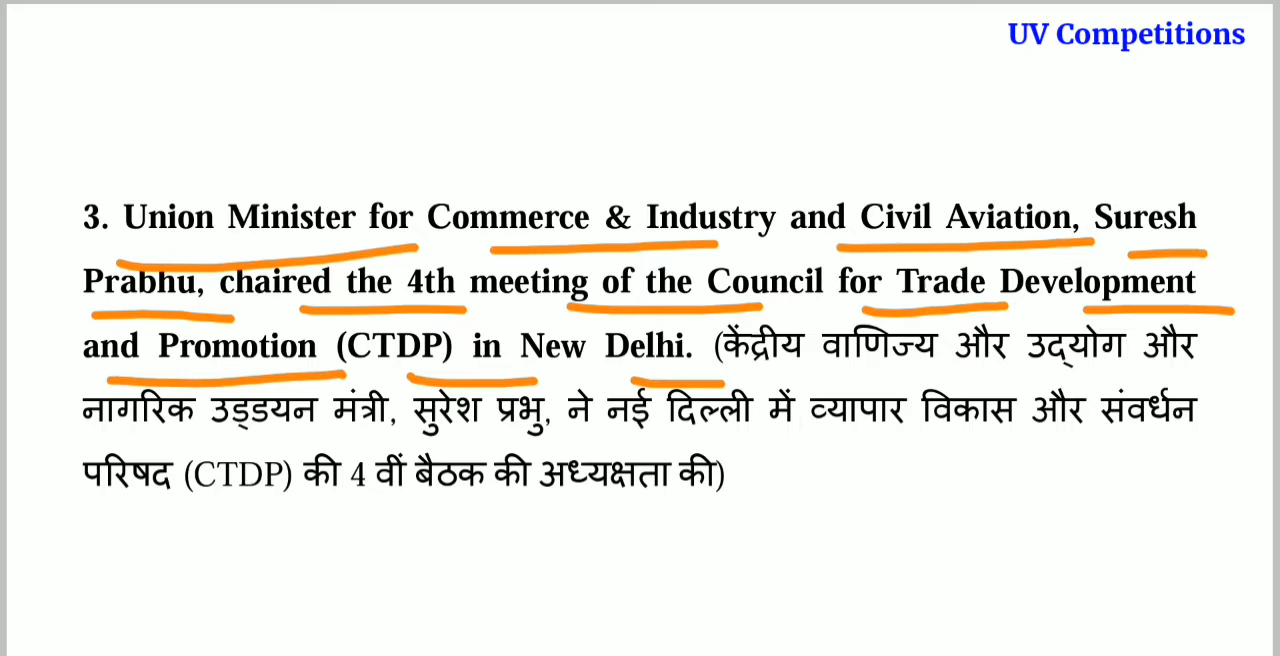 UV Competitions
3. Union Minister for Commerce & Industry and Civil Aviation, Suresh
Prabhu, chaired the 4th meeting of the Council for Trade Development
and Promotion (CTDP) in New Delhi. (केंद्रीय वाणिज्य और उद्योग और
नागरिक उड्डयन मंत्री, सुरेश प्रभु, ने नई दिल्ली में व्यापार विकास और संवर्धन
परिषद (CTDP) की 4 वीं बैठक की अध्यक्षता की)